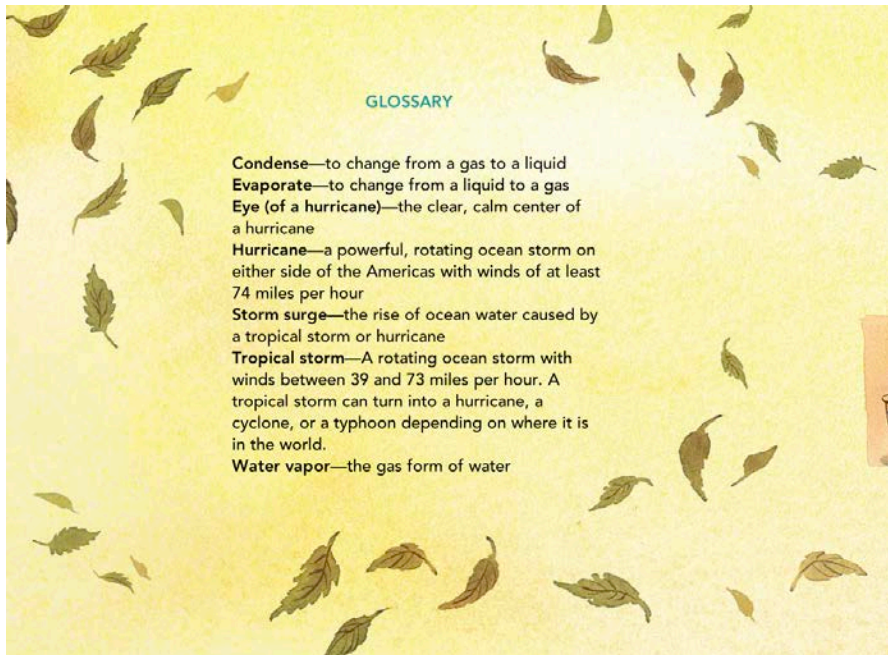 GLOSSARY
Condense—to change from a gas to a liquid
Evaporate—to change from a liquid to a gas
Eye (of a hurricane)—the clear, calm center of
a hurricane
Hurricane—a powerful, rotating ocean storm on
either side of the Americas with winds of at least
74 miles per hour
Storm surge—the rise of ocean water caused by
a tropical storm or hurricane
Tropical storm—A rotating ocean storm with
winds between 39 and 73 miles per hour. A
tropical storm can turn into a hurricane, a
cyclone, or a typhoon depending on where it is
in the world.
Water vapor—the gas form of water